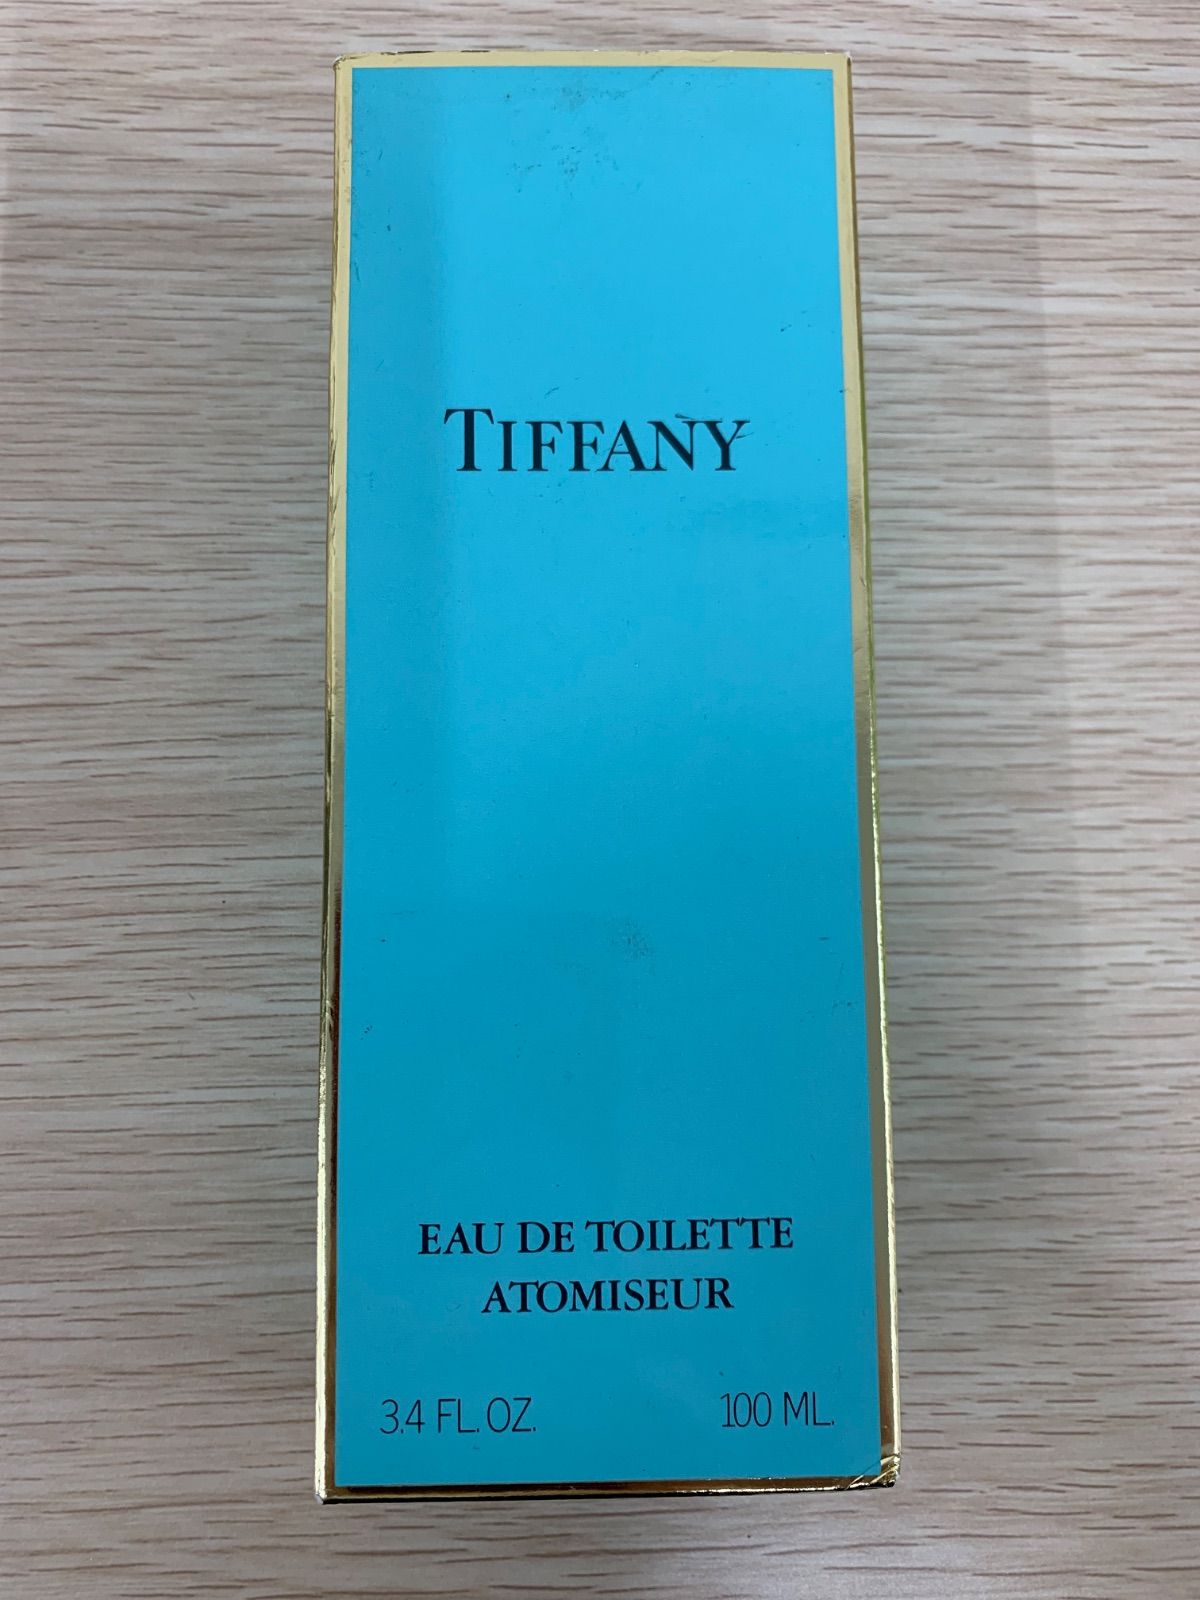 TIFFANY
EAU DE TOILETTE
ATOMISEUR
3.4 FL. OZ. 100 ML.